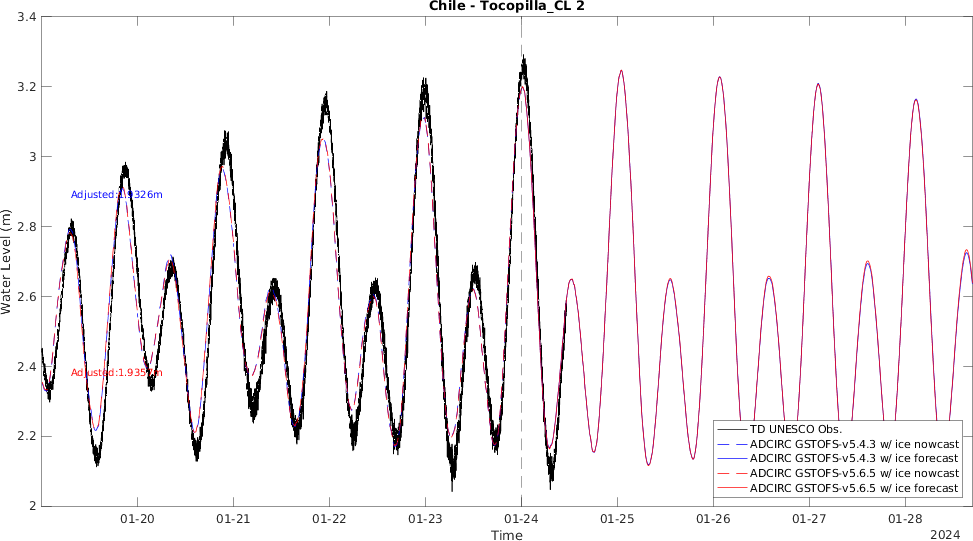 Chile - Tocopilla_CL 2
3.4
3.2
3
2.8
2.6
2.4
2.2
2
Water Level (m)
Adjusted:1.9326m
Adjusted:1.9357m
TD UNESCO Obs.
ADCIRC GSTOFS-v5.4.3 w/ ice nowcast
ADCIRC GSTOFS-v5.4.3 w/ ice forecast
ADCIRC GSTOFS-v5.6.5 w/ ice nowcast
ADCIRC GSTOFS-v5.6.5 w/ ice forecast
01-20 01-21 01-22 01-23 01-24 01-25 01-26 01-27 01-28
Time
2024